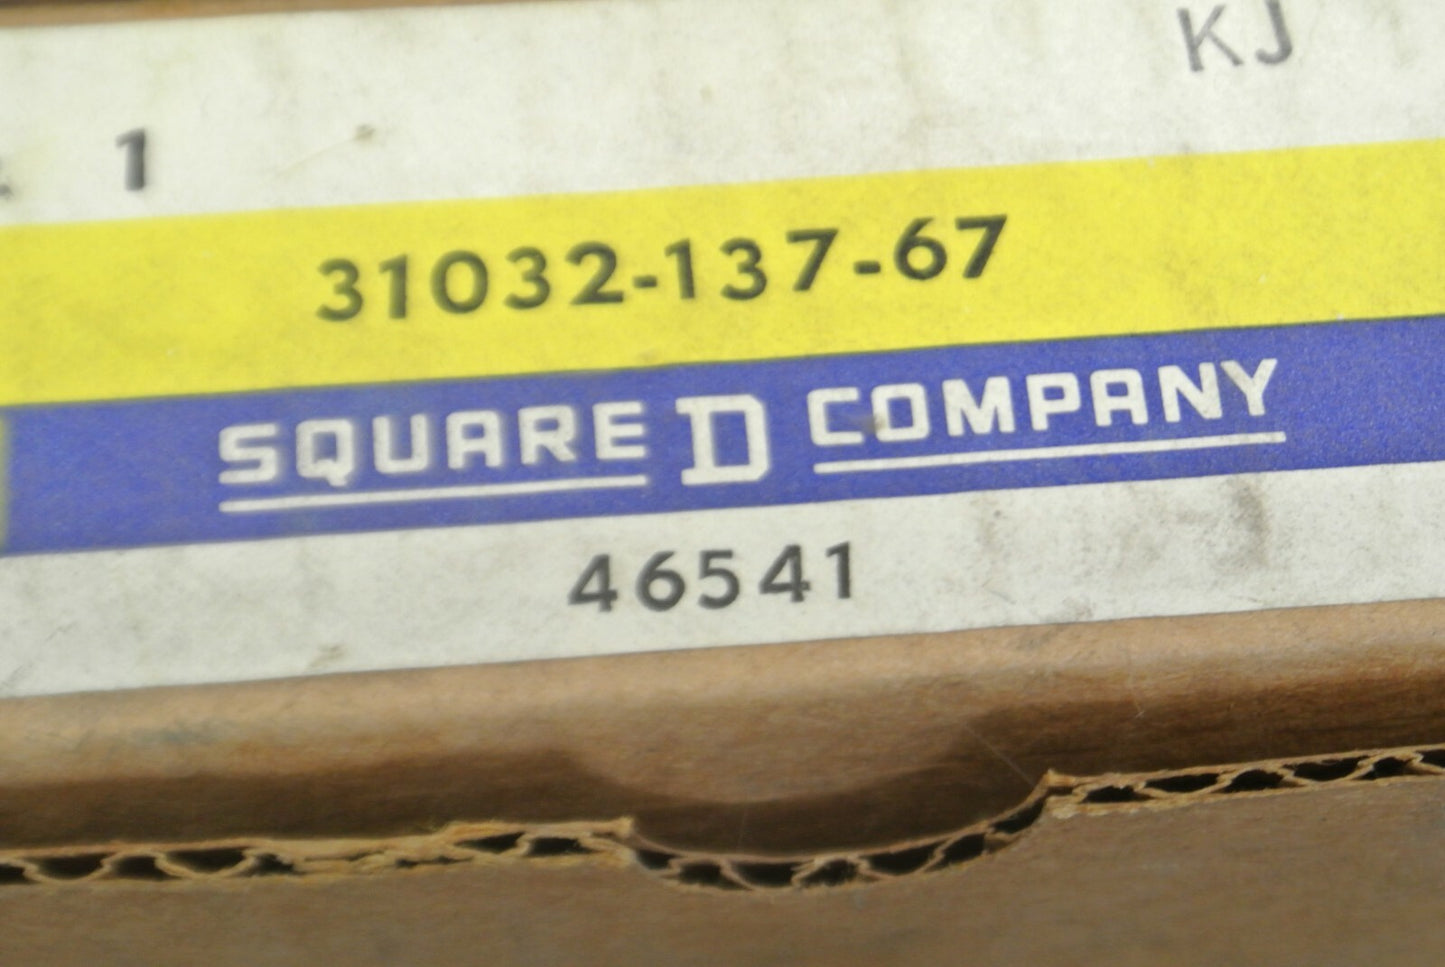 KJ
1
31032-137-67
SQUARE D COMPANY
46541